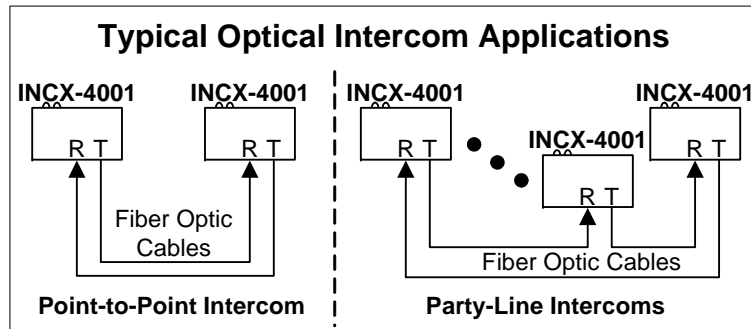 Typical Optical Intercom Applications
INCX-4001
INCX-4001
R T
R T
Fiber Optic
Cables
Point-to-Point Intercom
INCX-4001
INCX-4001
INCX-4001
R T
R T
R T
Fiber Optic Cables
Party-Line Intercoms